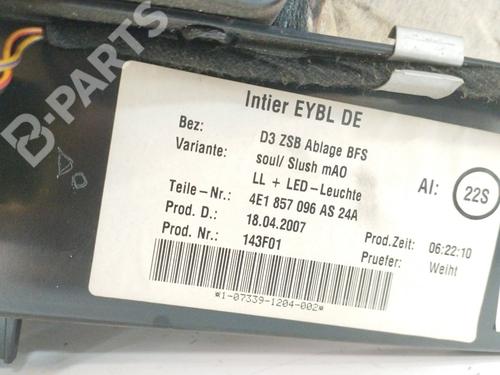 B-PARTS
Intier EYBL DE
Bez: D3 ZSB Ablage BFS
Variante: soul/ Slush mAO
LL + LED-Leuchte
AI: 22S
Teile-Nr.: 4E1 857 096 AS 24A
Prod. D.: 18.04.2007 Prod.Zeit: 06:22:10
Prod. Nr.: 143F01 Pruefer: Weiht
*1-07339-1204-002*